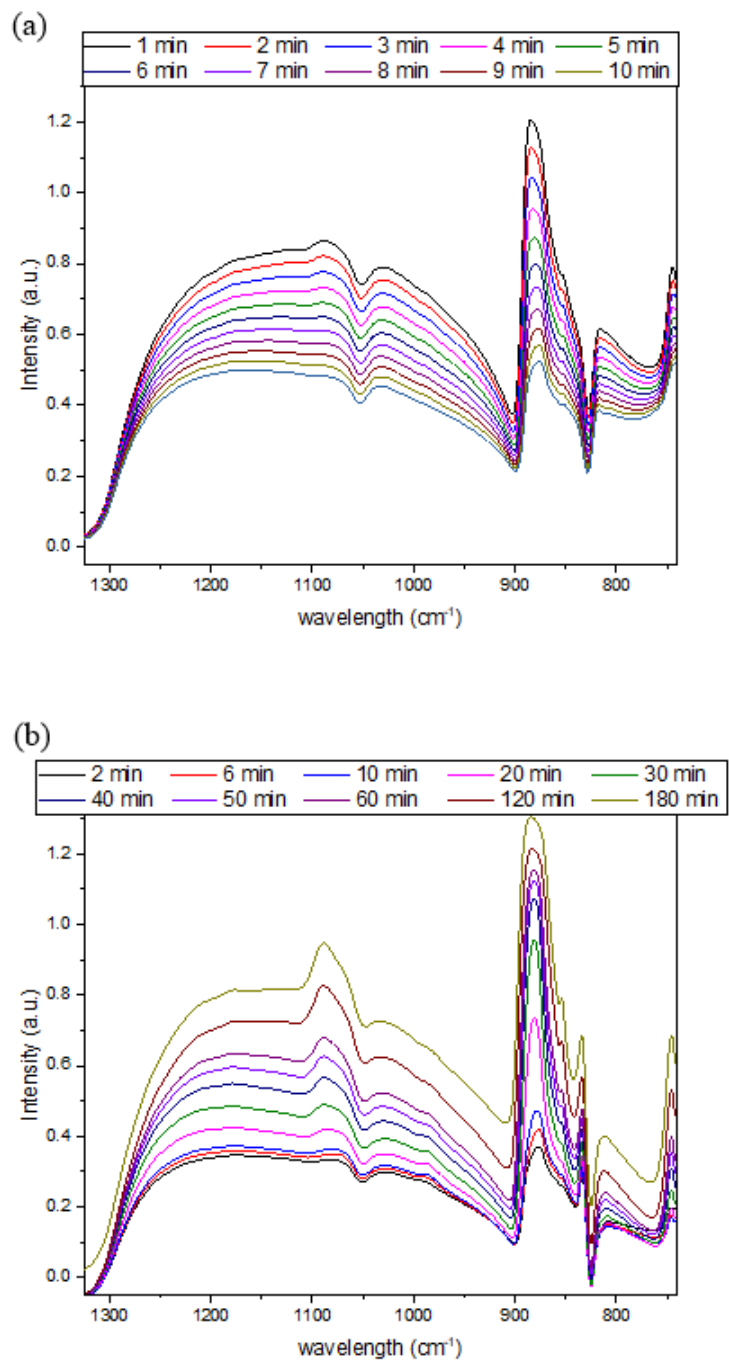 (a)
1 min 2 min 3 min 4 min 5 min
6 min 7 min 8 min 9 min 10 min
1.2
1.0
0.8
0.6
0.4
0.2
0.0
Intensity (a.u.)
1300 1200 1100 1000 900 800
wavelength (cm⁻¹)
(b)
2 min 6 min 10 min 20 min 30 min
40 min 50 min 60 min 120 min 180 min
1.2
1.0
0.8
0.6
0.4
0.2
0.0
Intensity (a.u.)
1300 1200 1100 1000 900 800
wavelength (cm⁻¹)